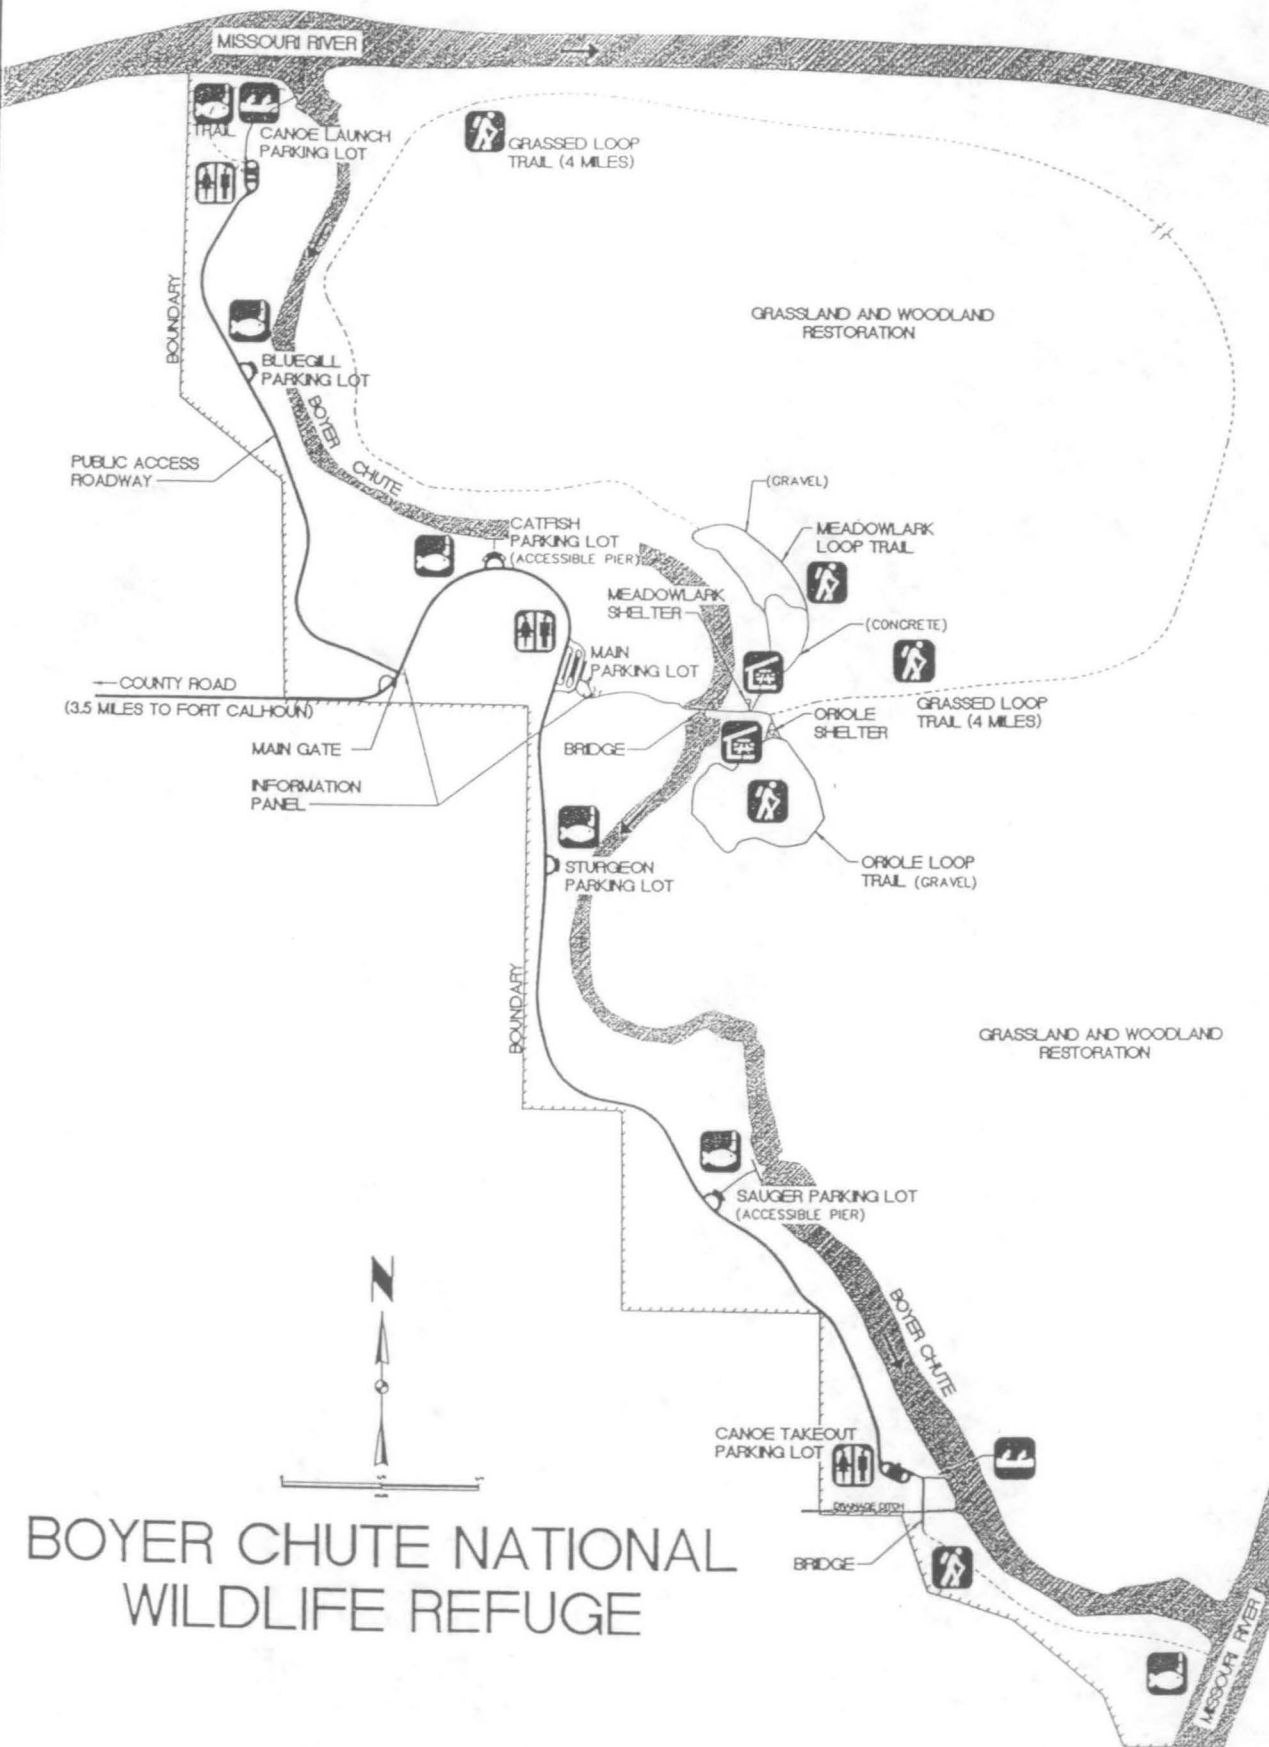 MISSOURI RIVER
TRAIL
CANOE LAUNCH
PARKING LOT
GRASSED LOOP
TRAIL (4 MILES)
BOUNDARY
GRASSLAND AND WOODLAND
RESTORATION
BLUEGILL
PARKING LOT
BOYER
CHUTE
PUBLIC ACCESS
ROADWAY
(GRAVEL)
CATFISH
PARKING LOT
(ACCESSIBLE PIER)
MEADOWLARK
LOOP TRAIL
MEADOWLARK
SHELTER
(CONCRETE)
MAIN
PARKING LOT
COUNTY ROAD
(3.5 MILES TO FORT CALHOUN)
GRASSED LOOP
TRAIL (4 MILES)
ORIOLE
SHELTER
MAIN GATE
BRIDGE
INFORMATION
PANEL
STURGEON
PARKING LOT
ORIOLE LOOP
TRAIL (GRAVEL)
BOUNDARY
GRASSLAND AND WOODLAND
RESTORATION
SAUGER PARKING LOT
(ACCESSIBLE PIER)
N
BOYER CHUTE
CANOE TAKEOUT
PARKING LOT
DRAINAGE DITCH
BRIDGE
BOYER CHUTE NATIONAL
WILDLIFE REFUGE
MISSOURI RIVER